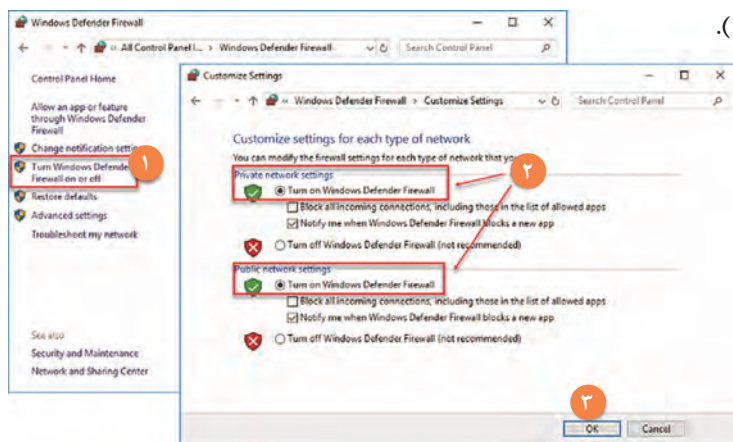 .(
Windows Defender Firewall
All Control Panel I... > Windows Defender Firewall
Search Control Panel
Control Panel Home
Allow an app or feature
through Windows Defender
Firewall
Change notification settin
Turn Windows Defende
Firewall on or off
Restore defaults
Advanced settings
Troubleshoot my network
See also
Security and Maintenance
Network and Sharing Center
۱
Customize Settings
« Windows Defender Firewall > Customize Settings
Search Control Panel
Customize settings for each type of network
You can modify the firewall settings for each type of network that you
۲
Private network settings
Turn on Windows Defender Firewall
Block all incoming connections, including those in the list of allowed apps
Notify me when Windows Defender Firewall blocks a new app
Turn off Windows Defender Firewall (not recommended)
Public network settings
Turn on Windows Defender Firewall
Block all incoming connections, including those in the list of allowed apps
Notify me when Windows Defender Firewall blocks a new app
Turn off Windows Defender Firewall (not recommended)
۳
OK
Cancel